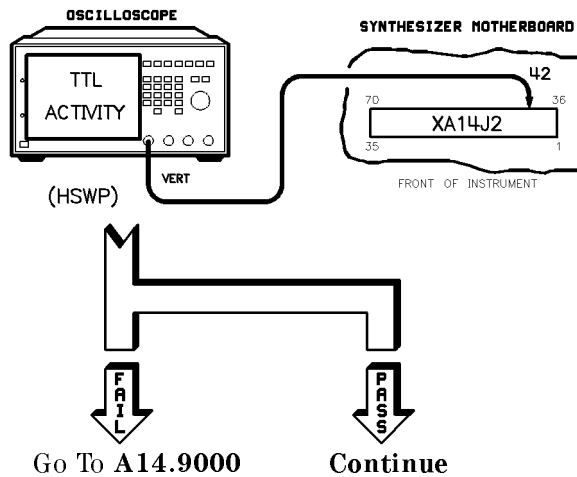 OSCILLOSCOPE
SYNTHESIZER MOTHERBOARD
TTL
ACTIVITY
42
70
36
XA14J2
35
1
VERT
FRONT OF INSTRUMENT
(HSWP)
FAIL
PASS
Go To A14.9000
Continue